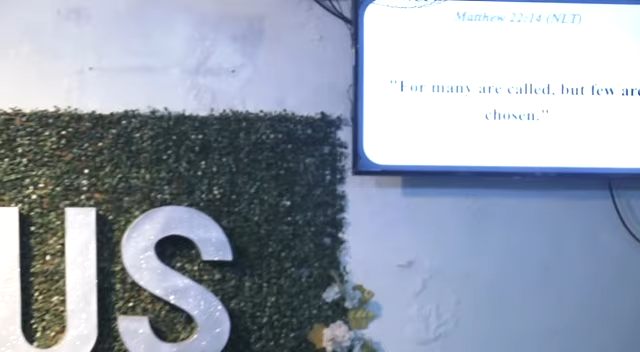 Matthew 22:14 (NLT)
"For many are called, but few are
chosen."
US